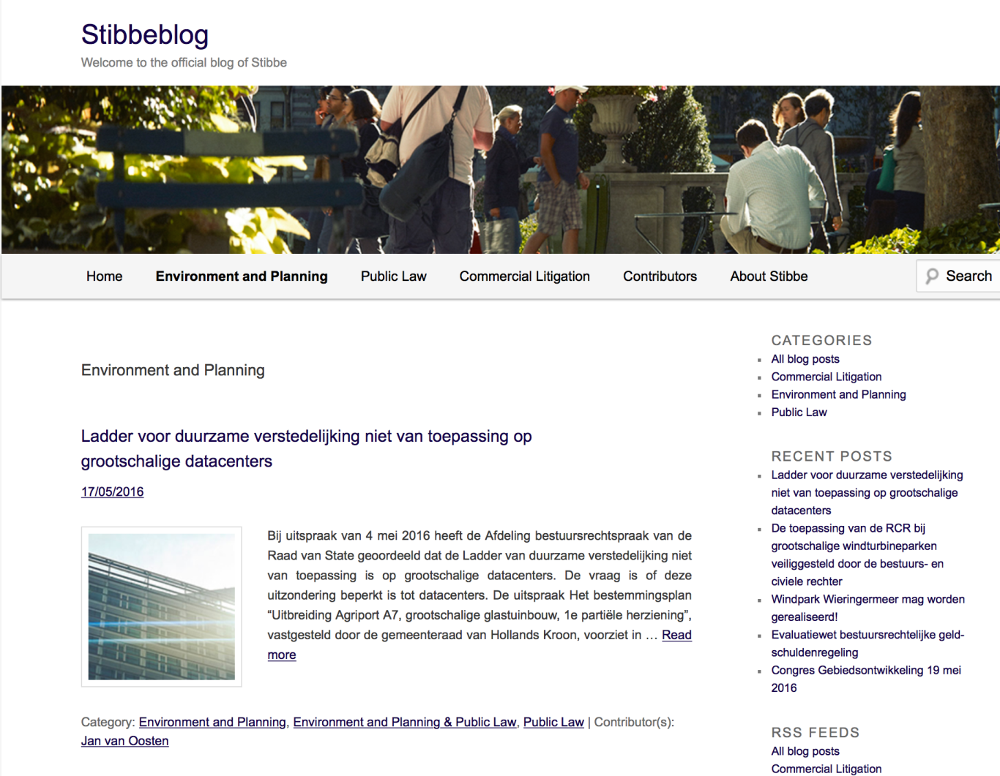 Stibbeblog
Welcome to the official blog of Stibbe
Home
Environment and Planning
Public Law
Commercial Litigation
Contributors
About Stibbe
Search
Environment and Planning
Ladder voor duurzame verstedelijking niet van toepassing op
grootschalige datacenters
17/05/2016
Bij uitspraak van 4 mei 2016 heeft de Afdeling bestuursrechtspraak van de
Raad van State geoordeeld dat de Ladder van duurzame verstedelijking niet
van toepassing is op grootschalige datacenters. De vraag is of deze
uitzondering beperkt is tot datacenters. De uitspraak Het bestemmingsplan
“Uitbreiding Agriport A7, grootschalige glastuinbouw, 1e partiële herziening”,
vastgesteld door de gemeenteraad van Hollands Kroon, voorziet in … Read
more
Category: Environment and Planning, Environment and Planning & Public Law, Public Law | Contributor(s):
Jan van Oosten
CATEGORIES
All blog posts
Commercial Litigation
Environment and Planning
Public Law
RECENT POSTS
Ladder voor duurzame verstedelijking
niet van toepassing op grootschalige
datacenters
De toepassing van de RCR bij
grootschalige windturbineparken
veiliggesteld door de bestuurs- en
civiele rechter
Windpark Wieringermeer mag worden
gerealiseerd!
Evaluatiewet bestuursrechtelijke geld-
schuldenregeling
Congres Gebiedsontwikkeling 19 mei
2016
RSS FEEDS
All blog posts
Commercial Litigation